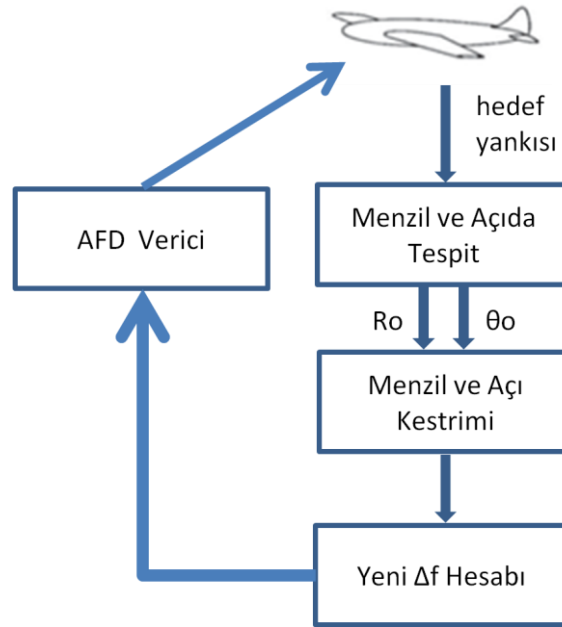 hedef
yankısı
AFD Verici
Menzil ve Açıda
Tespit
Ro
θo
Menzil ve Açı
Kestrimi
Yeni Δf Hesabı